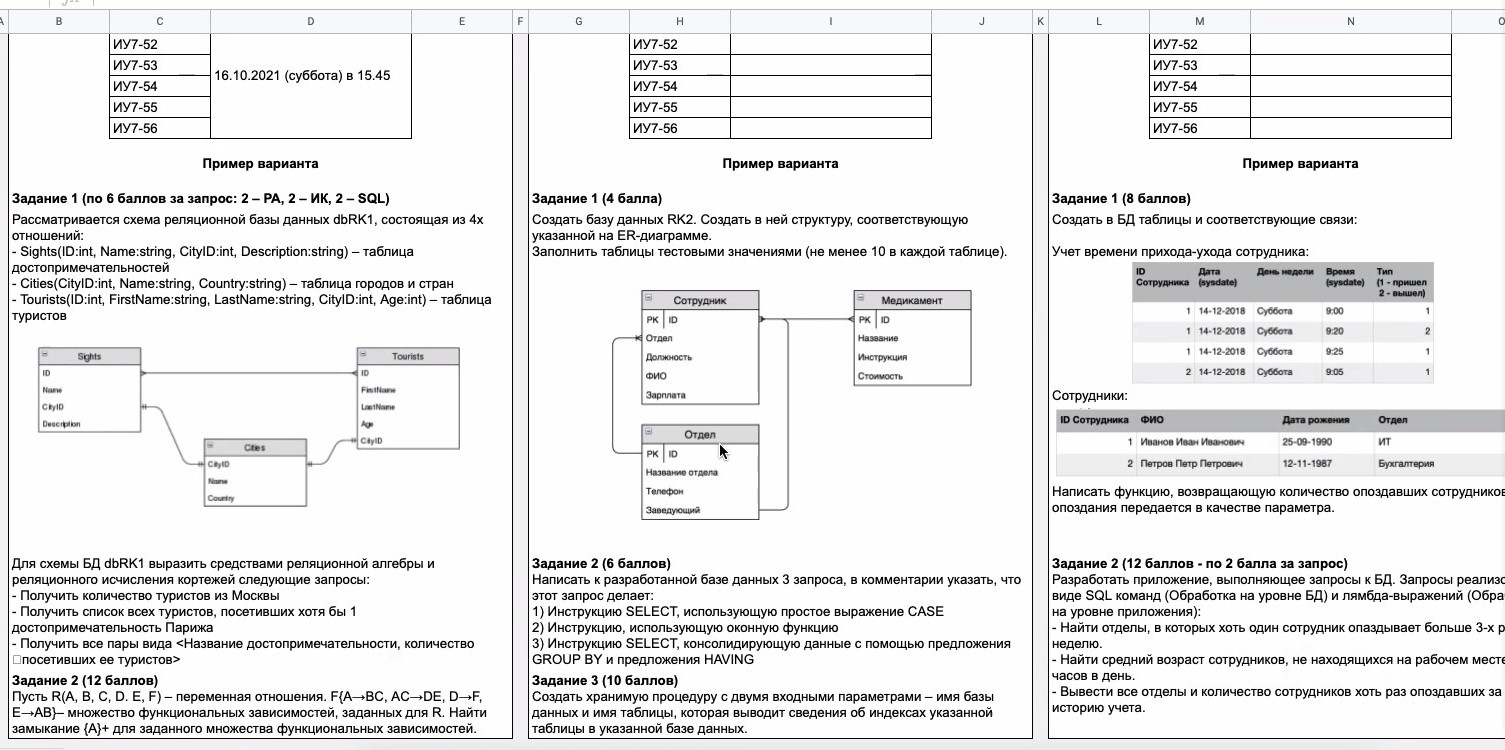 B C D E F G H I J K L M N O
ИУ7-52
ИУ7-53
ИУ7-54
ИУ7-55
ИУ7-56
16.10.2021 (суббота) в 15.45
Пример варианта
Задание 1 (по 6 баллов за запрос: 2 – РА, 2 – ИК, 2 – SQL)
Рассматривается схема реляционной базы данных dbRK1, состоящая из 4х
отношений:
- Sights(ID:int, Name:string, CityID:int, Description:string) – таблица
достопримечательностей
- Cities(CityID:int, Name:string, Country:string) – таблица городов и стран
- Tourists(ID:int, FirstName:string, LastName:string, CityID:int, Age:int) – таблица
туристов
Sights
ID
Name
CityID
Description
Tourists
ID
FirstName
LastName
Age
CityID
Cities
CityID
Name
Country
Для схемы БД dbRK1 выразить средствами реляционной алгебры и
реляционного исчисления кортежей следующие запросы:
- Получить количество туристов из Москвы
- Получить список всех туристов, посетивших хотя бы 1
достопримечательность Парижа
- Получить все пары вида <Название достопримечательности, количество
посетивших ее туристов>
Задание 2 (12 баллов)
Пусть R(A, B, C, D. E, F) – переменная отношения. F{A→BC, AC→DE, D→F,
E→AB}– множество функциональных зависимостей, заданных для R. Найти
замыкание {A}+ для заданного множества функциональных зависимостей.
ИУ7-52
ИУ7-53
ИУ7-54
ИУ7-55
ИУ7-56
Пример варианта
Задание 1 (4 балла)
Создать базу данных RK2. Создать в ней структуру, соответствующую
указанной на ER-диаграмме.
Заполнить таблицы тестовыми значениями (не менее 10 в каждой таблице).
Сотрудник
PK ID
Отдел
Должность
ФИО
Зарплата
Медикамент
PK ID
Название
Инструкция
Стоимость
Отдел
PK ID
Название отдела
Телефон
Заведующий
Задание 2 (6 баллов)
Написать к разработанной базе данных 3 запроса, в комментарии указать, что
этот запрос делает:
1) Инструкцию SELECT, использующую простое выражение CASE
2) Инструкцию, использующую оконную функцию
3) Инструкцию SELECT, консолидирующую данные с помощью предложения
GROUP BY и предложения HAVING
Задание 3 (10 баллов)
Создать хранимую процедуру с двумя входными параметрами – имя базы
данных и имя таблицы, которая выводит сведения об индексах указанной
таблицы в указанной базе данных.
ИУ7-52
ИУ7-53
ИУ7-54
ИУ7-55
ИУ7-56
Пример варианта
Задание 1 (8 баллов)
Создать в БД таблицы и соответствующие связи:
Учет времени прихода-ухода сотрудника:
ID Дата День недели Время Тип
Сотрудника (sysdate) (sysdate) (1 - пришел
2 - вышел)
1 14-12-2018 Суббота 9:00 1
1 14-12-2018 Суббота 9:20 2
1 14-12-2018 Суббота 9:25 1
2 14-12-2018 Суббота 9:05 1
Сотрудники:
ID Сотрудника ФИО Дата рожения Отдел
1 Иванов Иван Иванович 25-09-1990 ИТ
2 Петров Петр Петрович 12-11-1987 Бухгалтерия
Написать функцию, возвращающую количество опоздавших сотрудников
опоздания передается в качестве параметра.
Задание 2 (12 баллов - по 2 балла за запрос)
Разработать приложение, выполняющее запросы к БД. Запросы реализо
виде SQL команд (Обработка на уровне БД) и лямбда-выражений (Обра
на уровне приложения):
- Найти отделы, в которых хоть один сотрудник опаздывает больше 3-х р
неделю.
- Найти средний возраст сотрудников, не находящихся на рабочем месте
часов в день.
- Вывести все отделы и количество сотрудников хоть раз опоздавших за
историю учета.